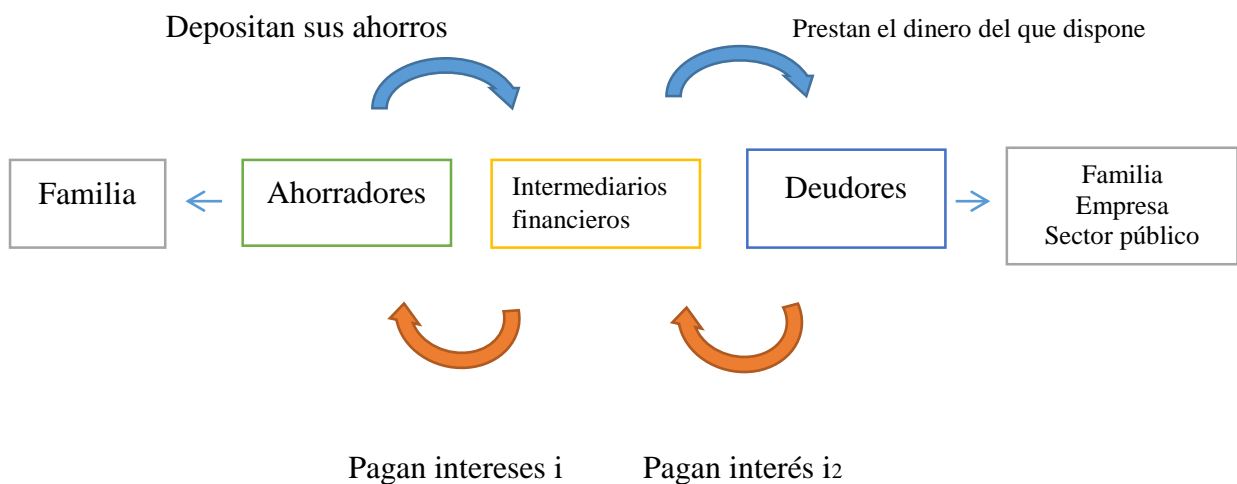 Depositan sus ahorros
Prestan el dinero del que dispone
Familia
Ahorradores
Intermediarios
financieros
Deudores
Familia
Empresa
Sector público
Pagan intereses i
Pagan interés i2